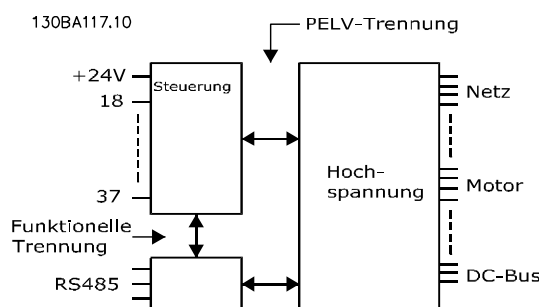 130BA117.10
PELV-Trennung
+24V
Steuerung
18
Netz
37
Hoch-
spannung
Motor
Funktionelle
Trennung
RS485
DC-Bus